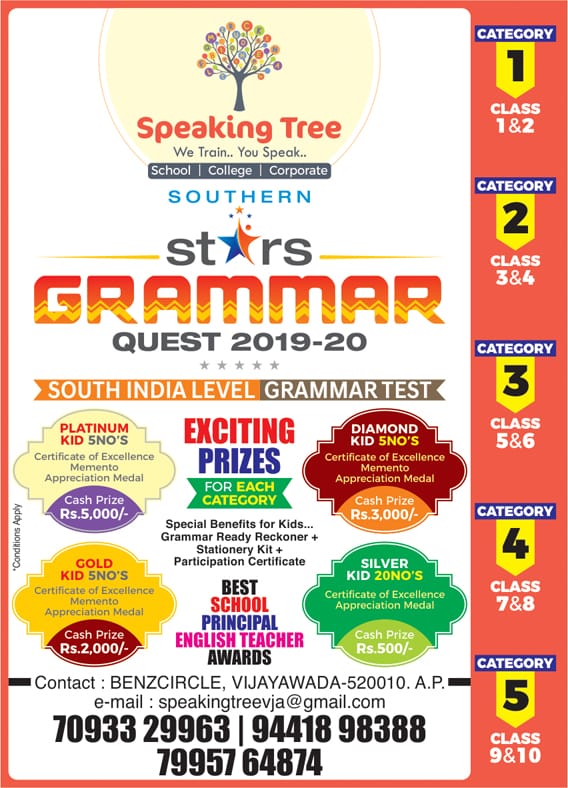 Speaking Tree
We Train.. You Speak..
School | College | Corporate
SOUTHERN
stars
GRAMMAR
QUEST 2019-20
SOUTH INDIA LEVEL GRAMMAR TEST
PLATINUM
KID 5NO'S
Certificate of Excellence
Memento
Appreciation Medal
Cash Prize
Rs.5,000/-
EXCITING
PRIZES
FOR EACH
CATEGORY
DIAMOND
KID 5NO'S
Certificate of Excellence
Memento
Appreciation Medal
Cash Prize
Rs.3,000/-
*Conditions Apply
Special Benefits for Kids...
Grammar Ready Reckoner +
Stationery Kit +
Participation Certificate
GOLD
KID 5NO'S
Certificate of Excellence
Memento
Appreciation Medal
Cash Prize
Rs.2,000/-
BEST
SCHOOL
PRINCIPAL
ENGLISH TEACHER
AWARDS
SILVER
KID 20NO'S
Certificate of Excellence
Appreciation Medal
Cash Prize
Rs.500/-
Contact : BENZCIRCLE, VIJAYAWADA-520010. A.P.
e-mail : speakingtreevja@gmail.com
70933 29963 | 94418 98388
79957 64874
CATEGORY
1
CLASS
1&2
CATEGORY
2
CLASS
3&4
CATEGORY
3
CLASS
5&6
CATEGORY
4
CLASS
7&8
CATEGORY
5
CLASS
9&10